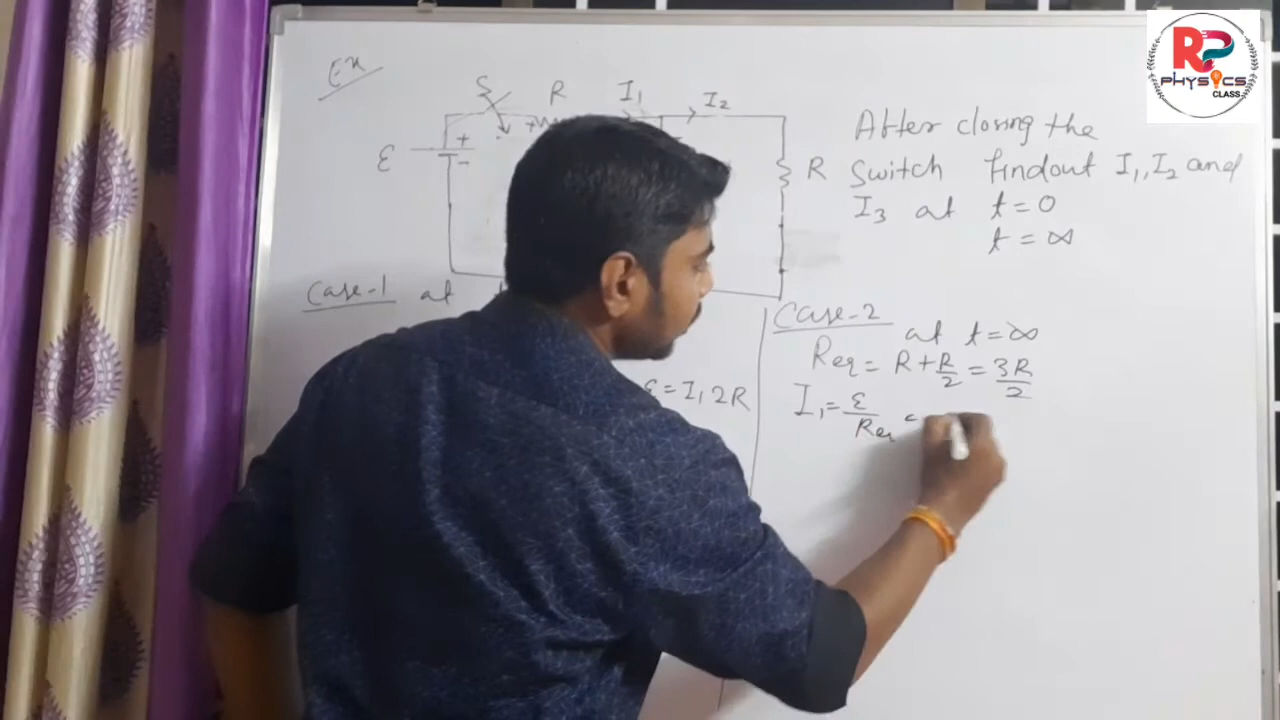 Ex
S R I₁ I₂
ε + −
R
After closing the
Switch findout I₁, I₂ and
I₃ at t = 0
t = ∞
Case-1 at
ε = I₁ 2R
Case-2
at t = ∞
Req = R + R/2 = 3R/2
I₁ = ε/Req =
RP
PHYSICS
CLASS